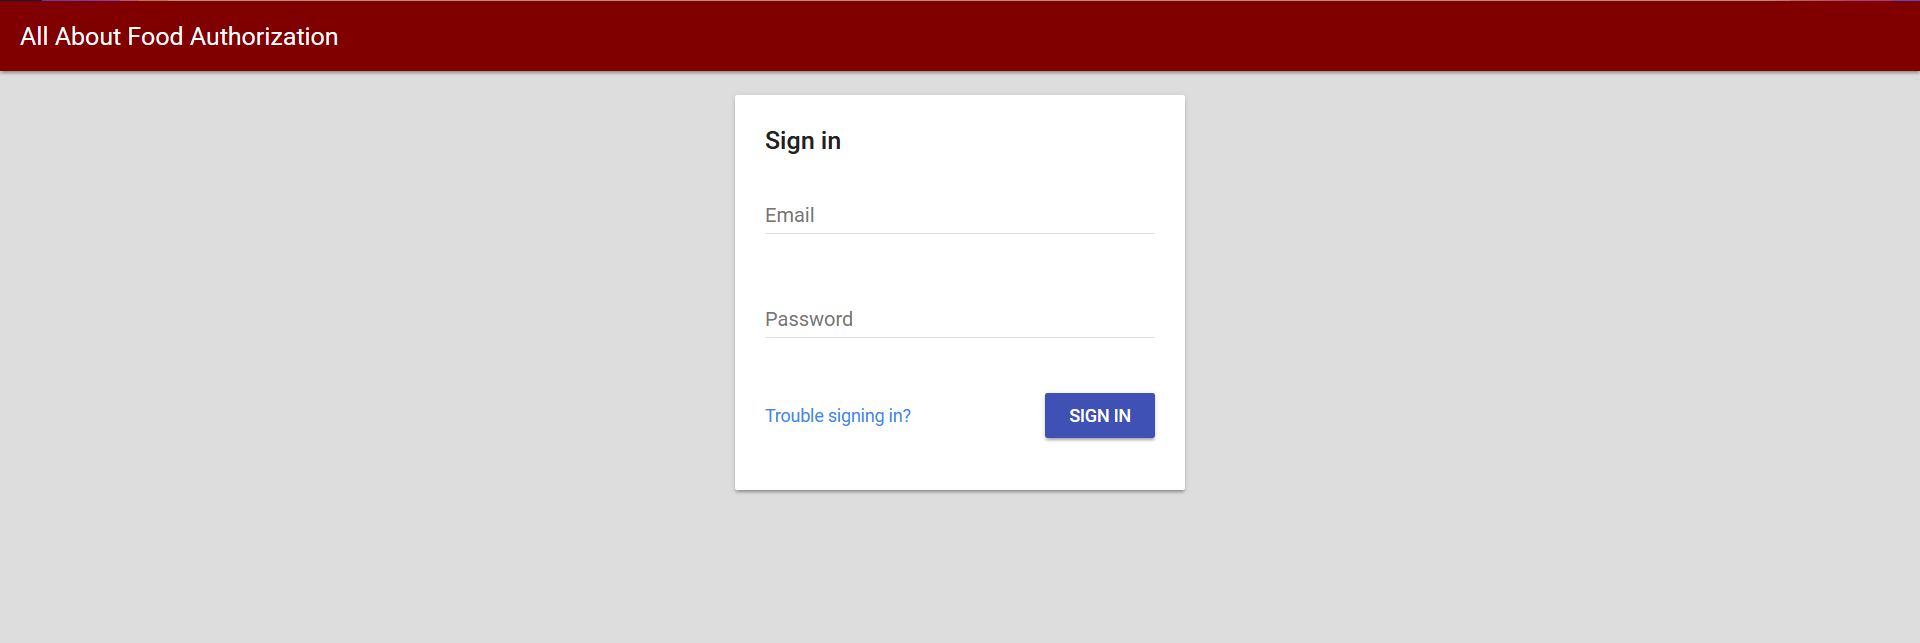 All About Food Authorization
Sign in
Email
Password
Trouble signing in?
SIGN IN